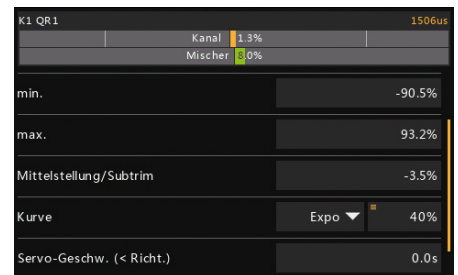 K1 QR1 1506us
Kanal 1.3%
Mischer 8.0%
min. -90.5%
max. 93.2%
Mittelstellung/Subtrim -3.5%
Kurve Expo 40%
Servo-Geschw. (< Richt.) 0.0s